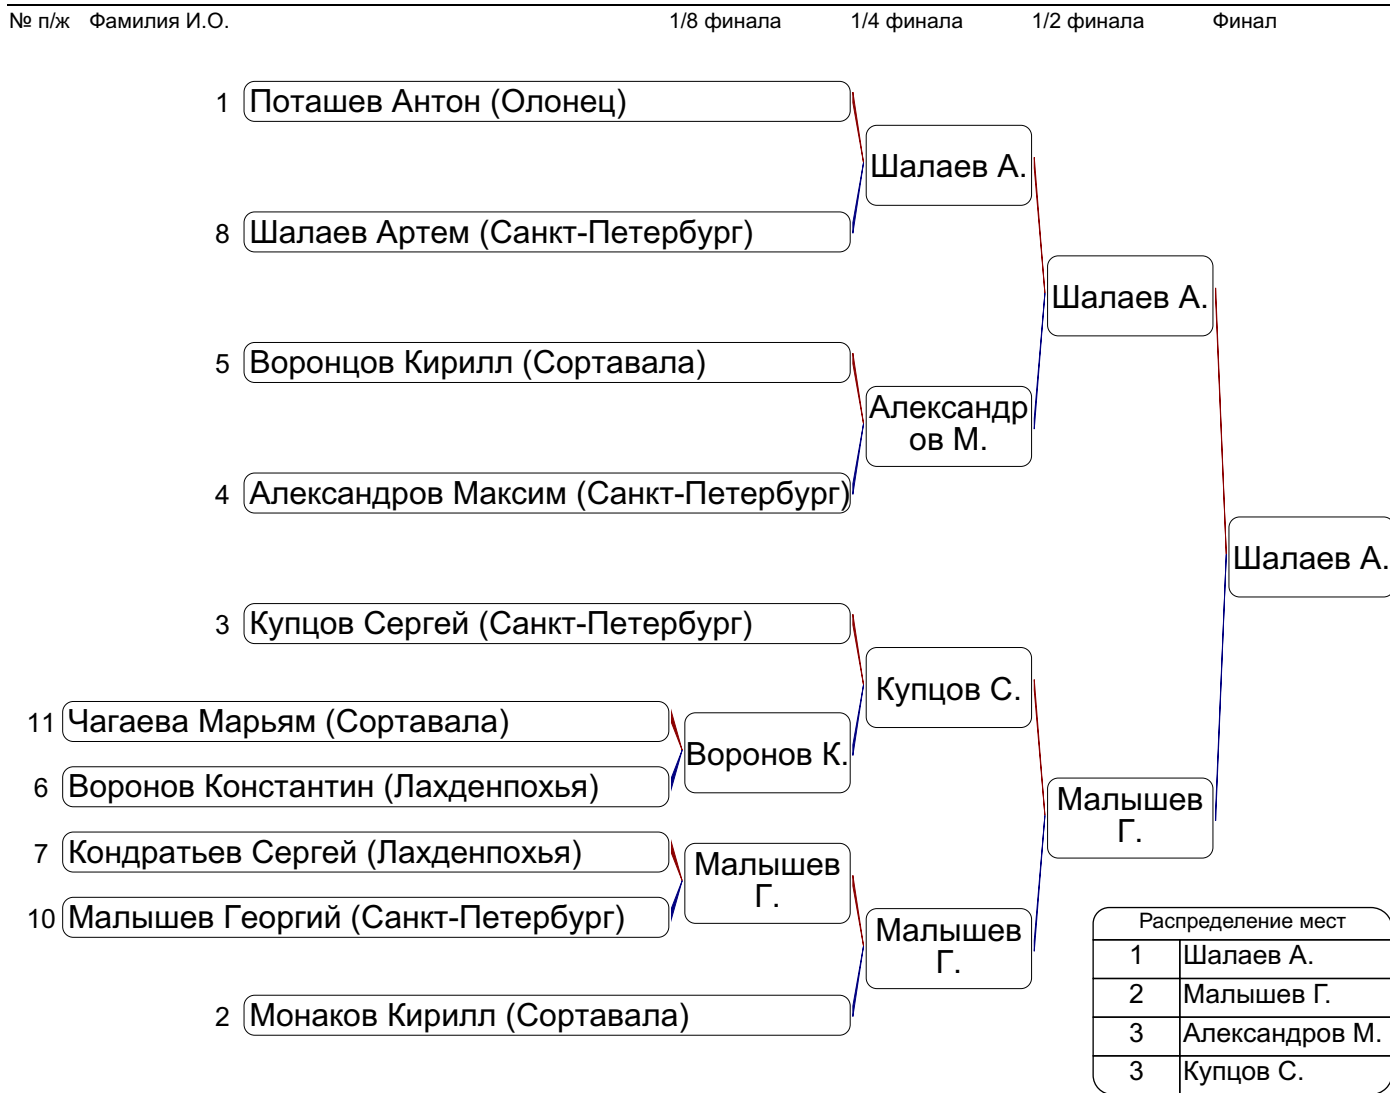 № п/ж Фамилия И.О. 1/8 финала 1/4 финала 1/2 финала Финал
1 Поташев Антон (Олонец)
Шалаев А.
8 Шалаев Артем (Санкт-Петербург)
Шалаев А.
5 Воронцов Кирилл (Сортавала)
Александр
ов М.
4 Александров Максим (Санкт-Петербург)
Шалаев А.
3 Купцов Сергей (Санкт-Петербург)
Купцов С.
11 Чагаева Марьям (Сортавала)
Воронов К.
6 Воронов Константин (Лахденпохья)
Малышев
Г.
7 Кондратьев Сергей (Лахденпохья)
Малышев
Г.
10 Малышев Георгий (Санкт-Петербург)
Малышев
Г.
2 Монаков Кирилл (Сортавала)
Распределение мест
1 Шалаев А.
2 Малышев Г.
3 Александров М.
3 Купцов С.